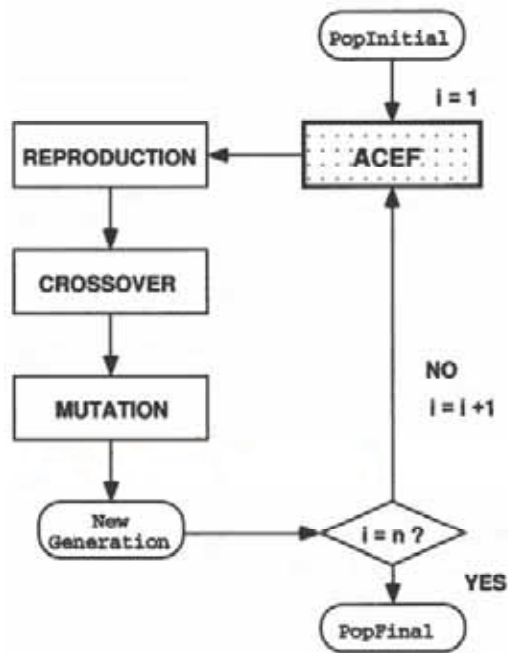 PopInitial
i = 1
ACEF
REPRODUCTION
CROSSOVER
MUTATION
New
Generation
i = n ?
NO
i = i +1
YES
PopFinal